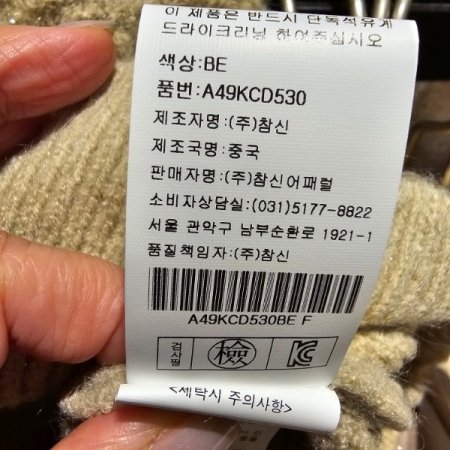 이 제품은 반드시 단독석유계
드라이크리닝 하여주십시오
색상:BE
품번:A49KCD530
제조자명:(주)참신
제조국명:중국
판매자명:(주)참신어패럴
소비자상담실:(031)5177-8822
서울 관악구 남부순환로 1921-1
품질책임자:(주)참신
A49KCD530BE F
검사필 檢 KC
<세탁시 주의사항>